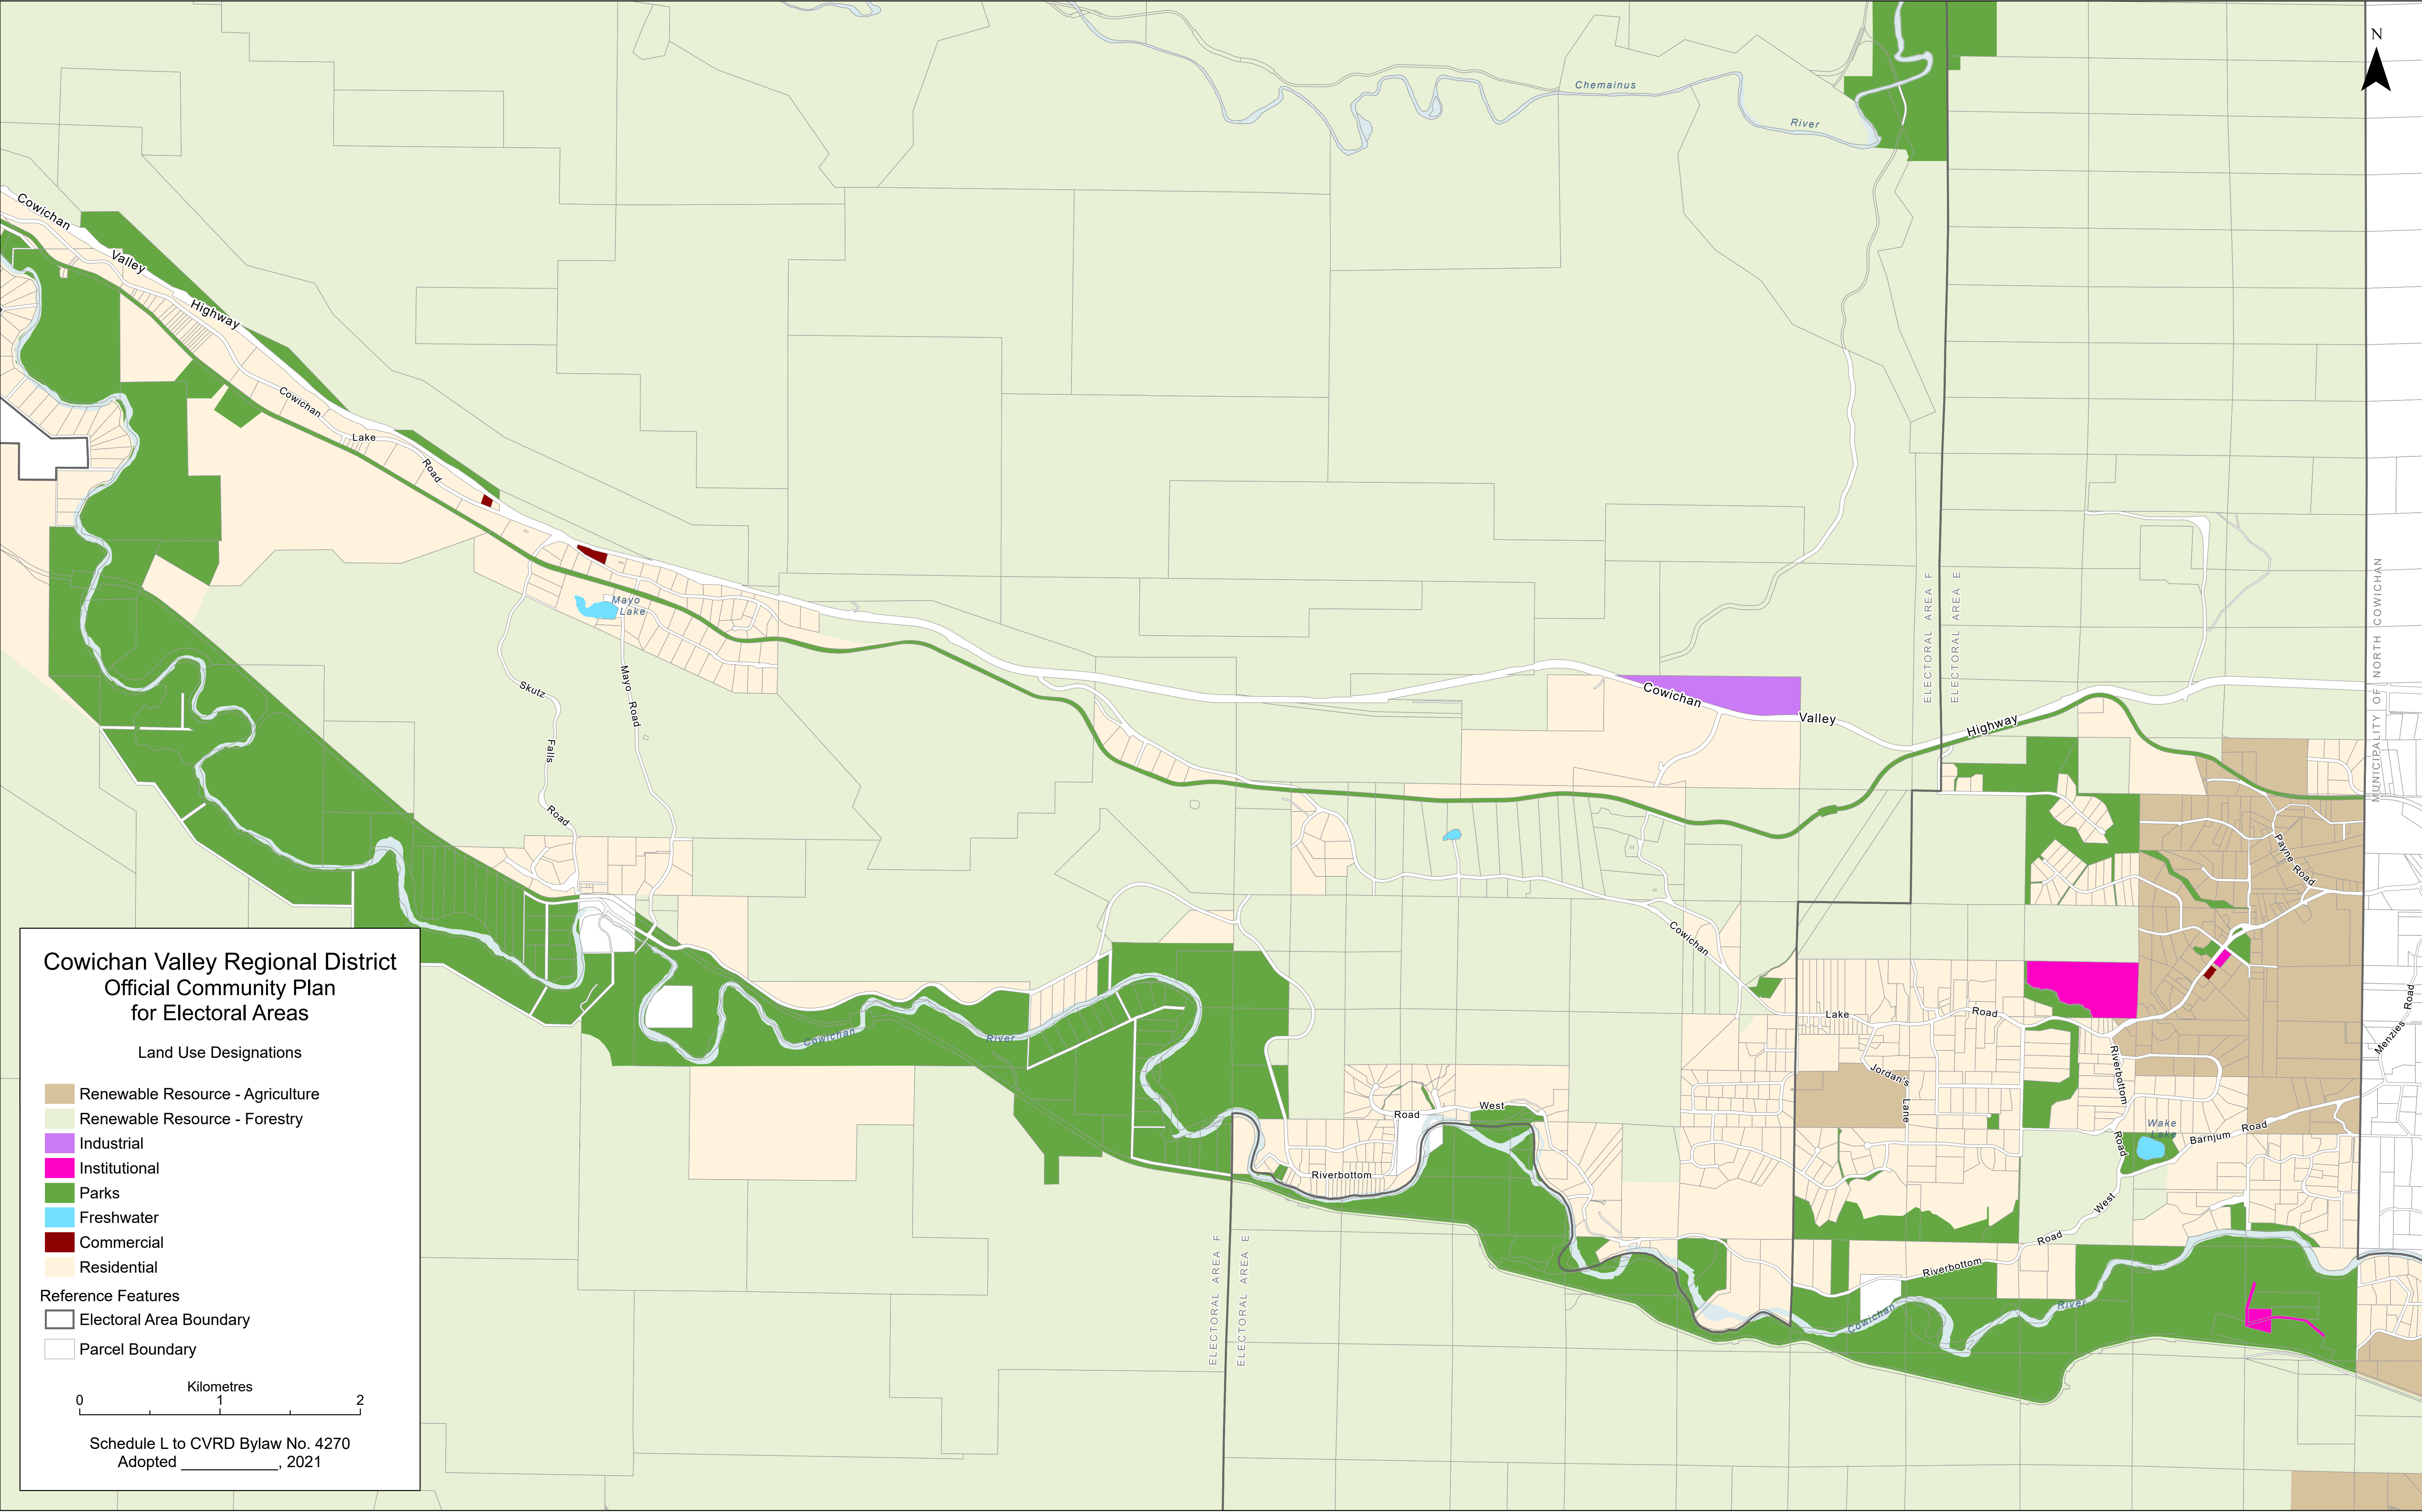 N
Chemainus
River
Cowichan
Valley
Highway
Cowichan
Lake
Road
Mayo
Lake
Skutz
Falls
Road
Mayo
Road
Cowichan
Valley
Highway
ELECTORAL AREA F
ELECTORAL AREA E
MUNICIPALITY OF NORTH COWICHAN
Payne Road
Cowichan
Lake
Road
Menzies
Road
Jordan's
Lane
Riverbottom
Road
West
Wake
Lake
Barnjum
Road
Cowichan
River
Road
West
Riverbottom
Riverbottom
Road
Cowichan
River
ELECTORAL AREA F
ELECTORAL AREA E
Cowichan Valley Regional District
Official Community Plan
for Electoral Areas
Land Use Designations
Renewable Resource - Agriculture
Renewable Resource - Forestry
Industrial
Institutional
Parks
Freshwater
Commercial
Residential
Reference Features
Electoral Area Boundary
Parcel Boundary
Kilometres
0 1 2
Schedule L to CVRD Bylaw No. 4270
Adopted ____________, 2021